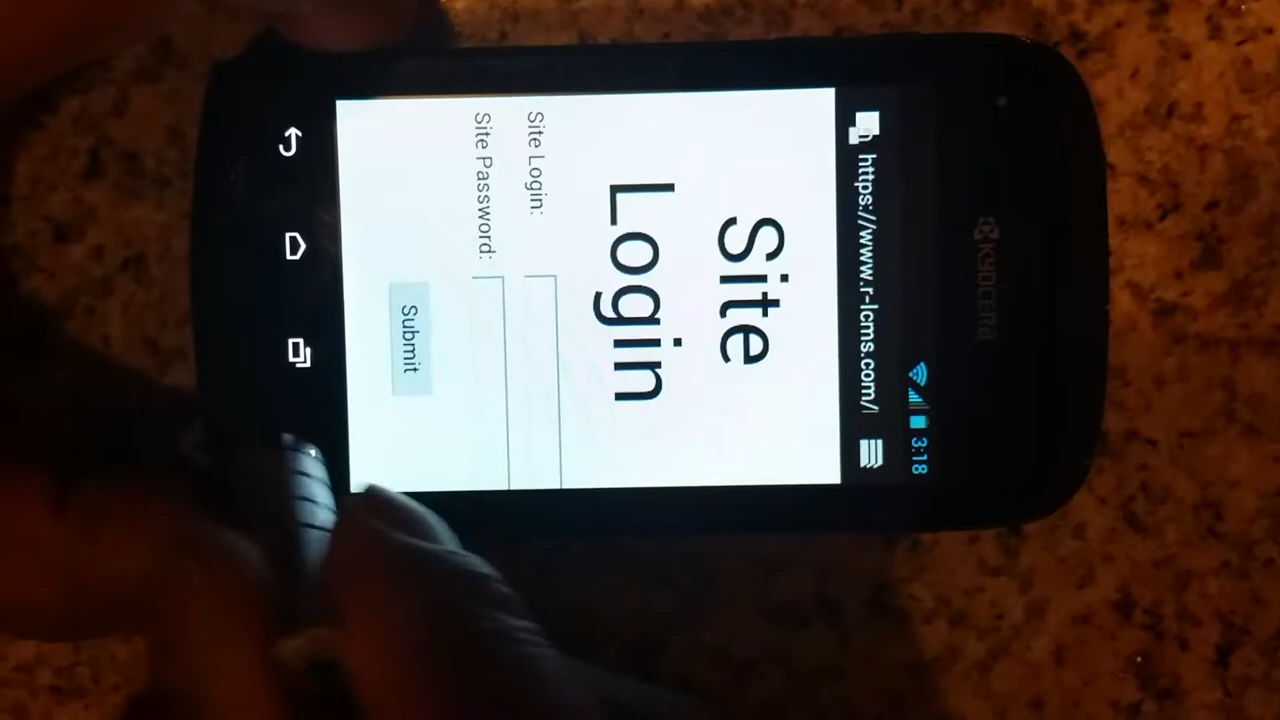 KYOCERA
3:18
https://www.r-lcms.com/l
Site
Login
Site Login:
Site Password:
Submit